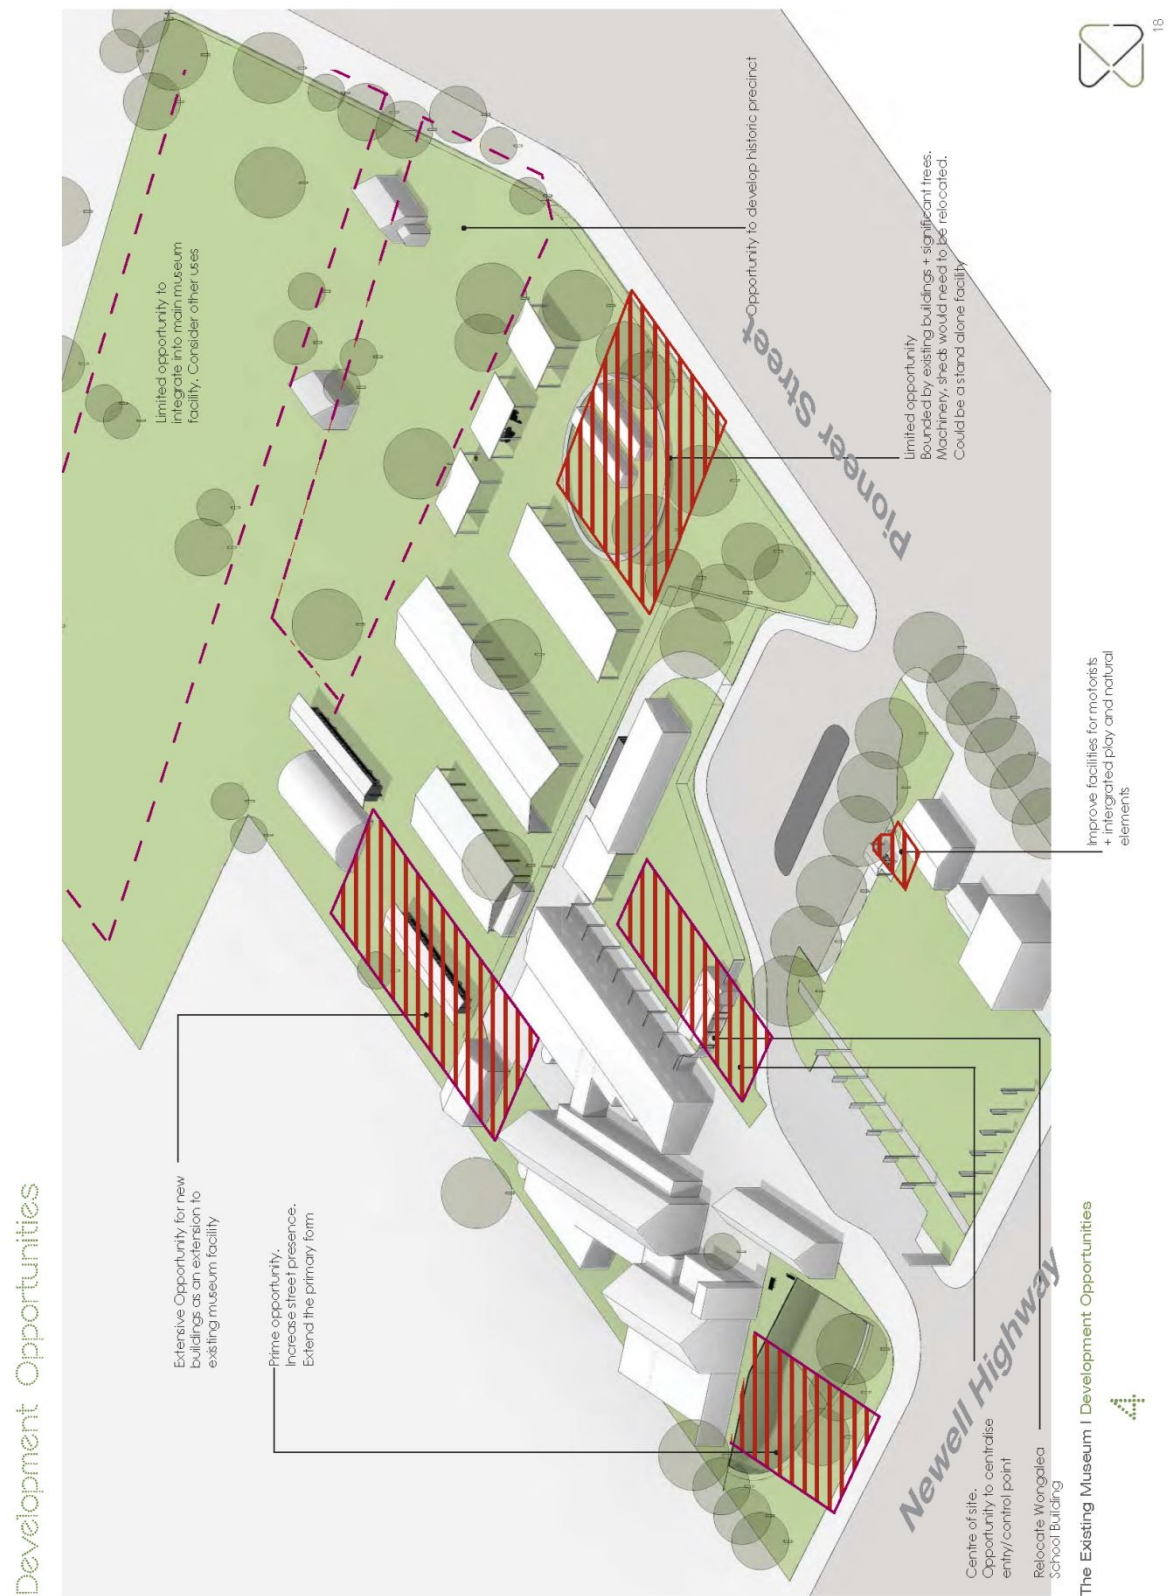 Development Opportunities
Extensive Opportunity for new
buildings as an extension to
existing museum facility
Prime opportunity.
Increase street presence.
Extend the primary form
Limited opportunity to
integrate into main museum
facility. Consider other uses
Opportunity to develop historic precinct
Pioneer Street
Limited opportunity
Bounded by existing buildings + significant trees.
Machinery, sheds would need to be relocated.
Could be a stand alone facility
Improve facilities for motorists
+ intergrated play and natural
elements
Newell Highway
Centre of site.
Opportunity to centralise
entry/control point
Relocate Wongalea
School Building
The Existing Museum | Development Opportunities
4
18